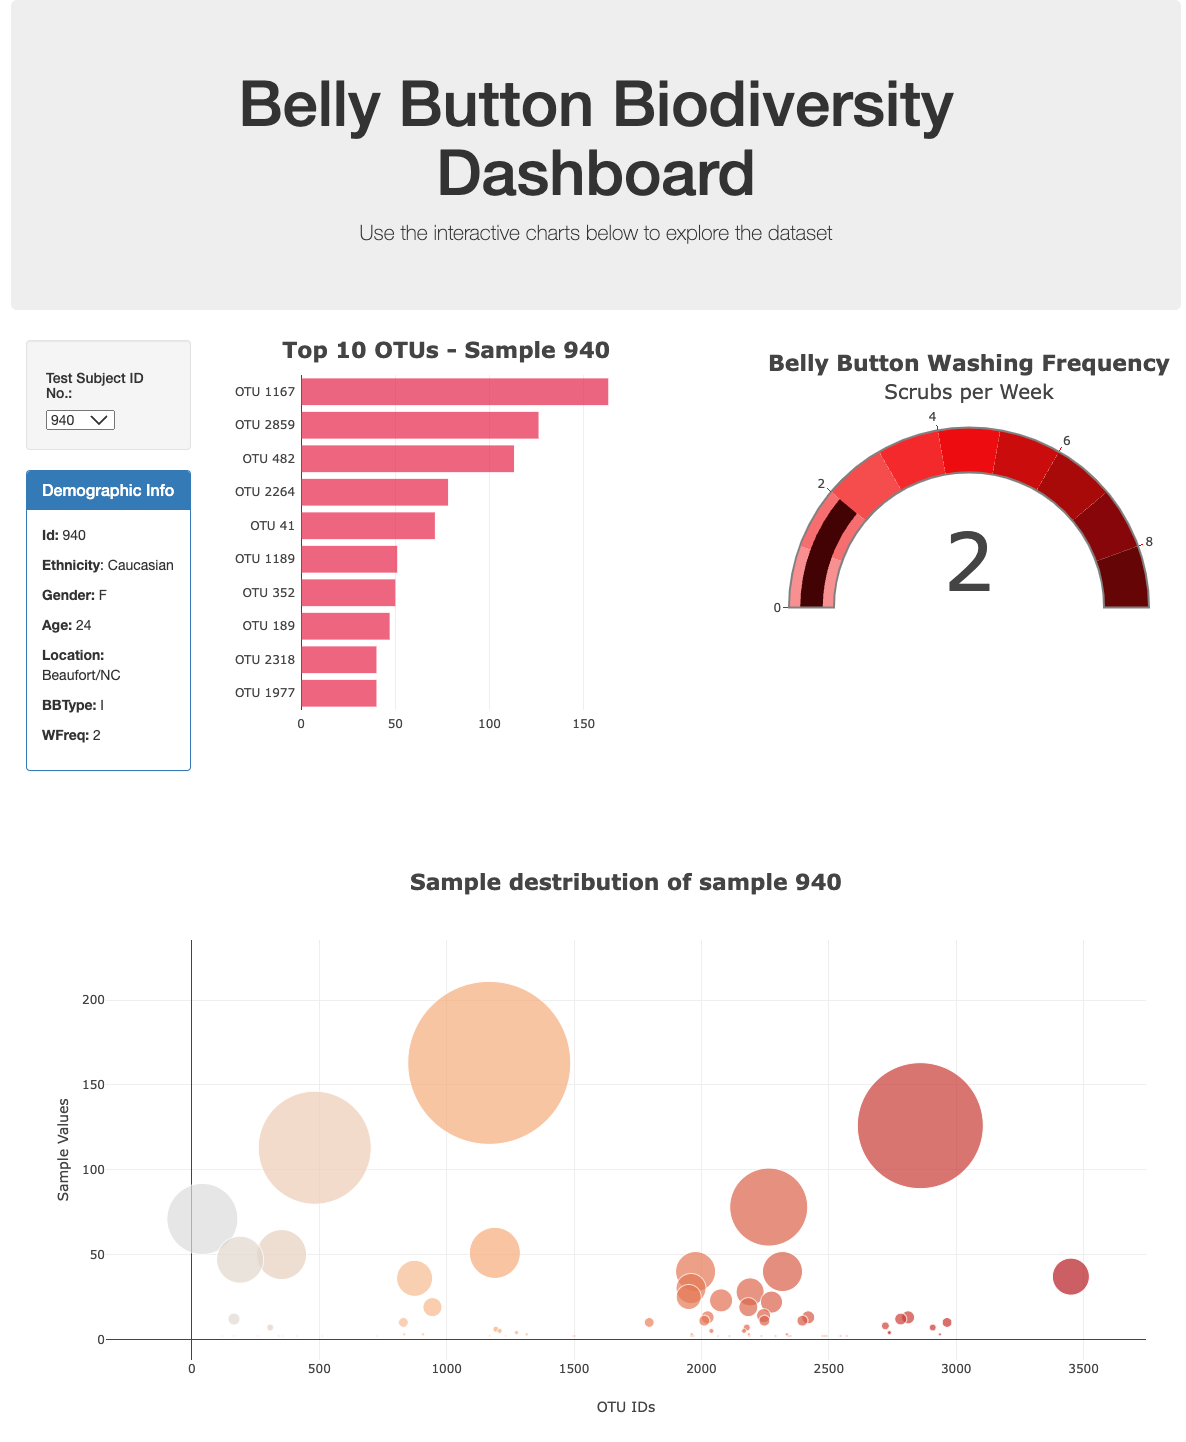 Belly Button Biodiversity
Dashboard
Use the interactive charts below to explore the dataset
Test Subject ID
No.:
940
Demographic Info
Id: 940
Ethnicity: Caucasian
Gender: F
Age: 24
Location:
Beaufort/NC
BBType: I
WFreq: 2
Top 10 OTUs - Sample 940
OTU 1167
OTU 2859
OTU 482
OTU 2264
OTU 41
OTU 1189
OTU 352
OTU 189
OTU 2318
OTU 1977
0 50 100 150
Belly Button Washing Frequency
Scrubs per Week
0
2
4
6
8
2
Sample destribution of sample 940
Sample Values
200
150
100
50
0
0 500 1000 1500 2000 2500 3000 3500
OTU IDs